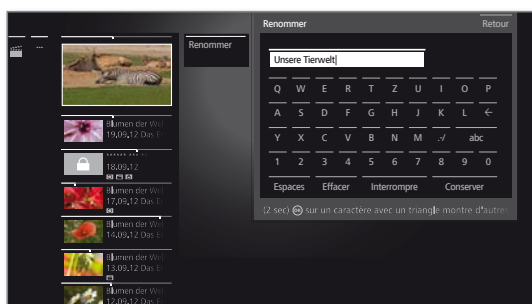 Renommer
Renommer
Retour
Unsere Tierwelt
Q W E R T Z U I O P
A S D F G H J K L ←
Y X C V B N M .-/ abc
1 2 3 4 5 6 7 8 9 0
Espaces Effacer Interrompre Conserver
(2 sec) OK sur un caractère avec un triangle montre d'autres
...
Blumen der Wel
19.09.12 Das E
****** *** **
18.09.12
Blumen der Wel
17.09.12 Das E
Blumen der Wel
14.09.12 Das E
Blumen der Wel
13.09.12 Das E
Blumen der Wel
12.09.12 Das E